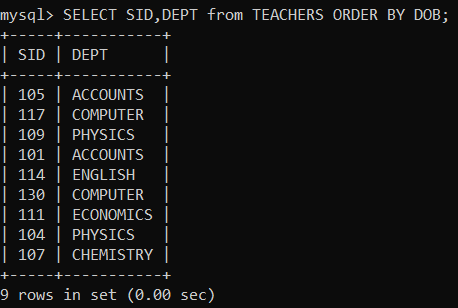 mysql> SELECT SID,DEPT from TEACHERS ORDER BY DOB;
+-----+-----------+
| SID | DEPT      |
+-----+-----------+
| 105 | ACCOUNTS  |
| 117 | COMPUTER  |
| 109 | PHYSICS   |
| 101 | ACCOUNTS  |
| 114 | ENGLISH   |
| 130 | COMPUTER  |
| 111 | ECONOMICS |
| 104 | PHYSICS   |
| 107 | CHEMISTRY |
+-----+-----------+
9 rows in set (0.00 sec)